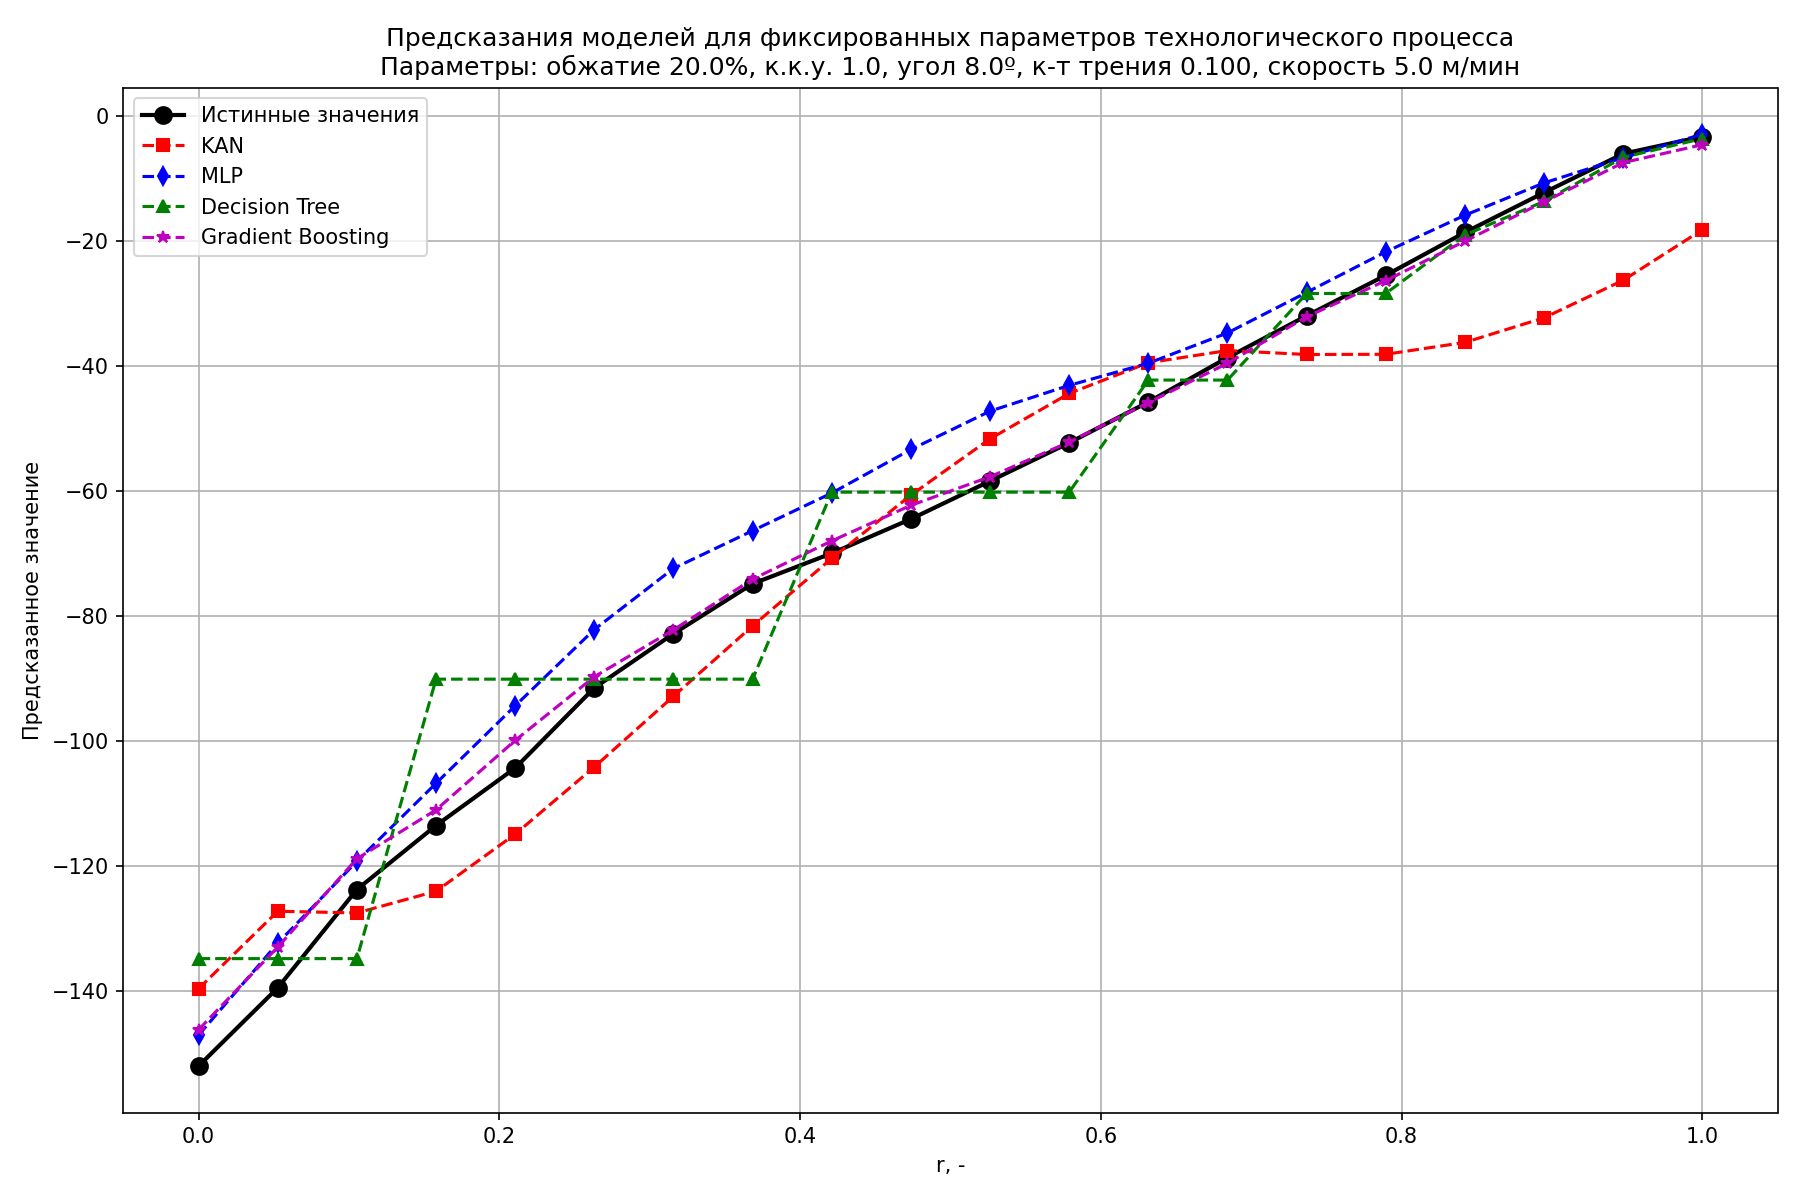 Предсказания моделей для фиксированных параметров технологического процесса
Параметры: обжатие 20.0%, к.к.у. 1.0, угол 8.0º, к-т трения 0.100, скорость 5.0 м/мин
Истинные значения
KAN
MLP
Decision Tree
Gradient Boosting
Предсказанное значение
0
−20
−40
−60
−80
−100
−120
−140
0.0 0.2 0.4 0.6 0.8 1.0
r, -